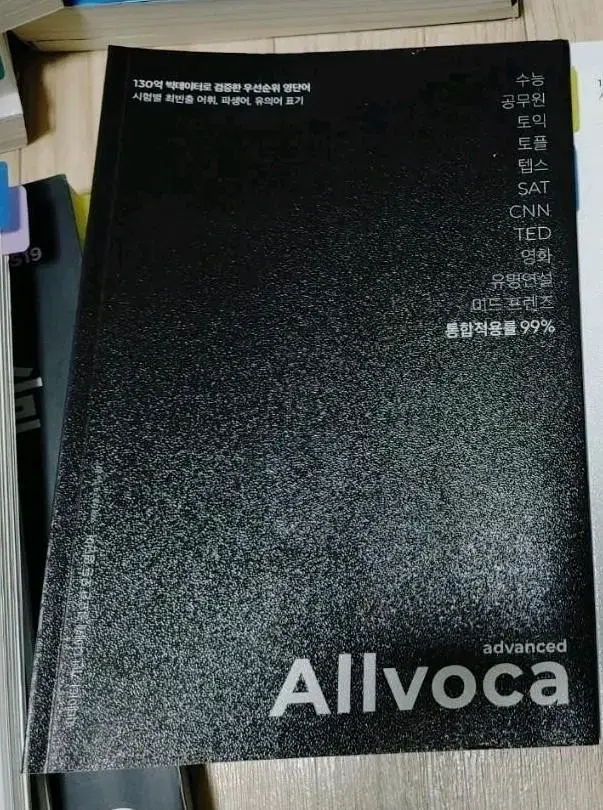 130억 빅데이터로 검증한 우선순위 영단어
시험별 최빈출 어휘, 파생어, 유의어 표기
수능
공무원
토익
토플
텝스
SAT
CNN
TED
영화
유명연설
미드 프렌즈
통합적용률 99%
advanced
Allvoca